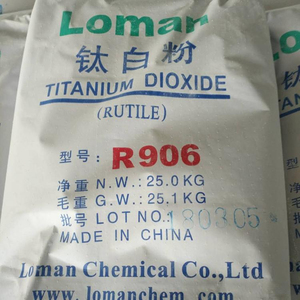 Loman
钛白粉
TITANIUM DIOXIDE
(RUTILE)
型号: R906
净重 N.W.: 25.0KG
毛重 G.W.: 25.1KG
批号 LOT NO.: 180305
MADE IN CHINA
Loman Chemical Co.,Ltd
www.lomanchem.com